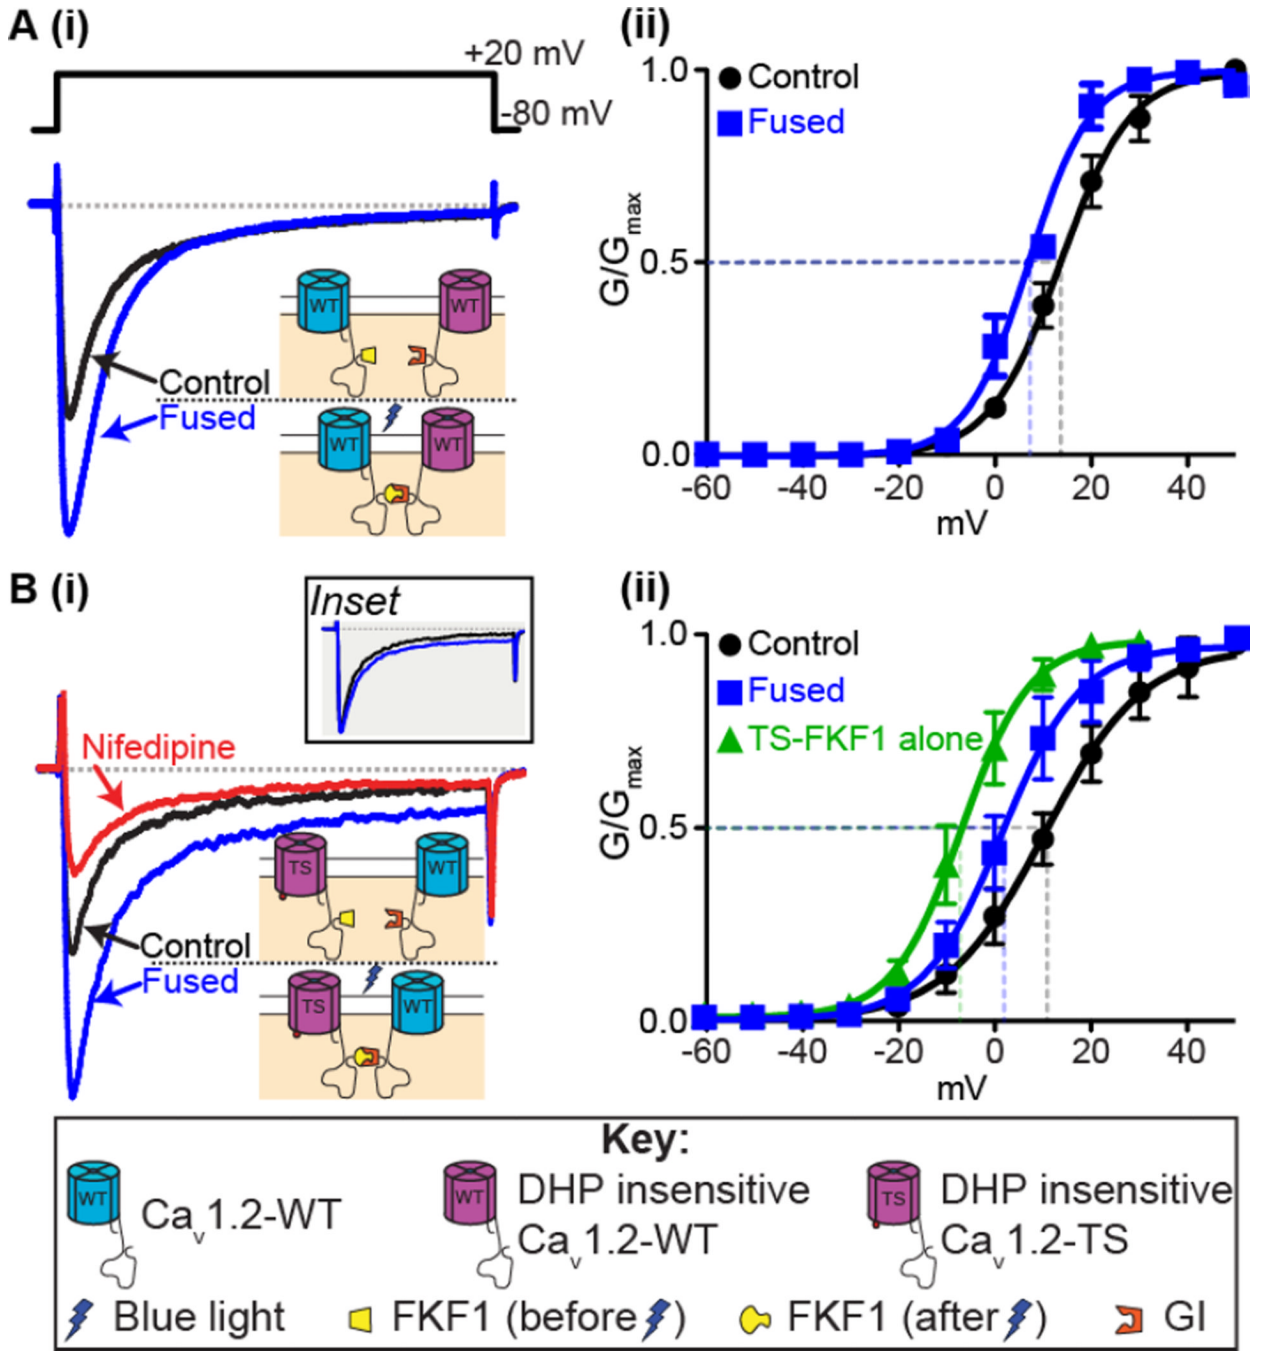 A (i)
+20 mV
-80 mV
Control
Fused
WT
WT
WT
WT
(ii)
Control
Fused
G/Gmax
1.0
0.5
0.0
-60 -40 -20 0 20 40
mV
B (i)
Inset
Nifedipine
Control
Fused
TS
WT
TS
WT
(ii)
Control
Fused
TS-FKF1 alone
G/Gmax
1.0
0.5
0.0
-60 -40 -20 0 20 40
mV
Key:
WT
Cav1.2-WT
WT
DHP insensitive
Cav1.2-WT
TS
DHP insensitive
Cav1.2-TS
Blue light
FKF1 (before )
FKF1 (after )
GI